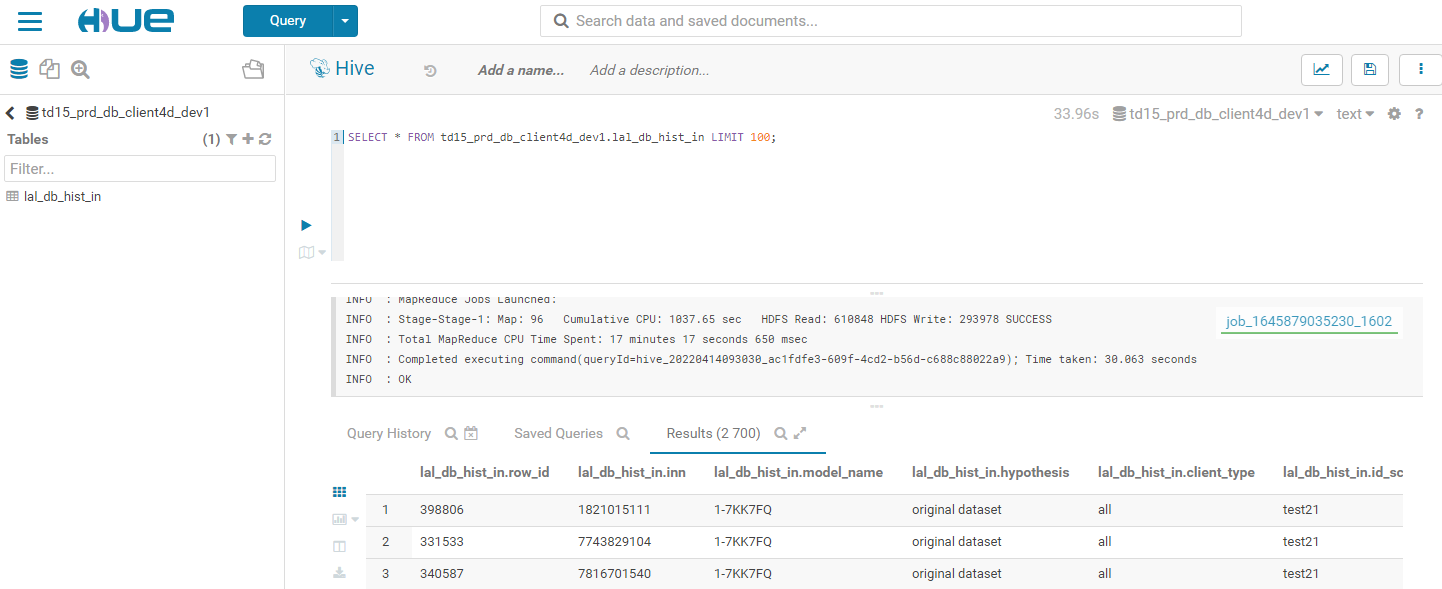 HUE
Query
Search data and saved documents...
Hive
Add a name...
Add a description...
td15_prd_db_client4d_dev1
Tables
(1)
Filter...
lal_db_hist_in
33.96s
td15_prd_db_client4d_dev1
text
?
1
SELECT * FROM td15_prd_db_client4d_dev1.lal_db_hist_in LIMIT 100;
INFO : MapReduce Jobs Launched:
INFO : Stage-Stage-1: Map: 96 Cumulative CPU: 1037.65 sec HDFS Read: 610848 HDFS Write: 293978 SUCCESS
INFO : Total MapReduce CPU Time Spent: 17 minutes 17 seconds 650 msec
INFO : Completed executing command(queryId=hive_20220414093030_ac1fdfe3-609f-4cd2-b56d-c688c88022a9); Time taken: 30.063 seconds
INFO : OK
job_1645879035230_1602
Query History
Saved Queries
Results (2 700)
lal_db_hist_in.row_id lal_db_hist_in.inn lal_db_hist_in.model_name lal_db_hist_in.hypothesis lal_db_hist_in.client_type lal_db_hist_in.id_sc
1 398806 1821015111 1-7KK7FQ original dataset all test21
2 331533 7743829104 1-7KK7FQ original dataset all test21
3 340587 7816701540 1-7KK7FQ original dataset all test21